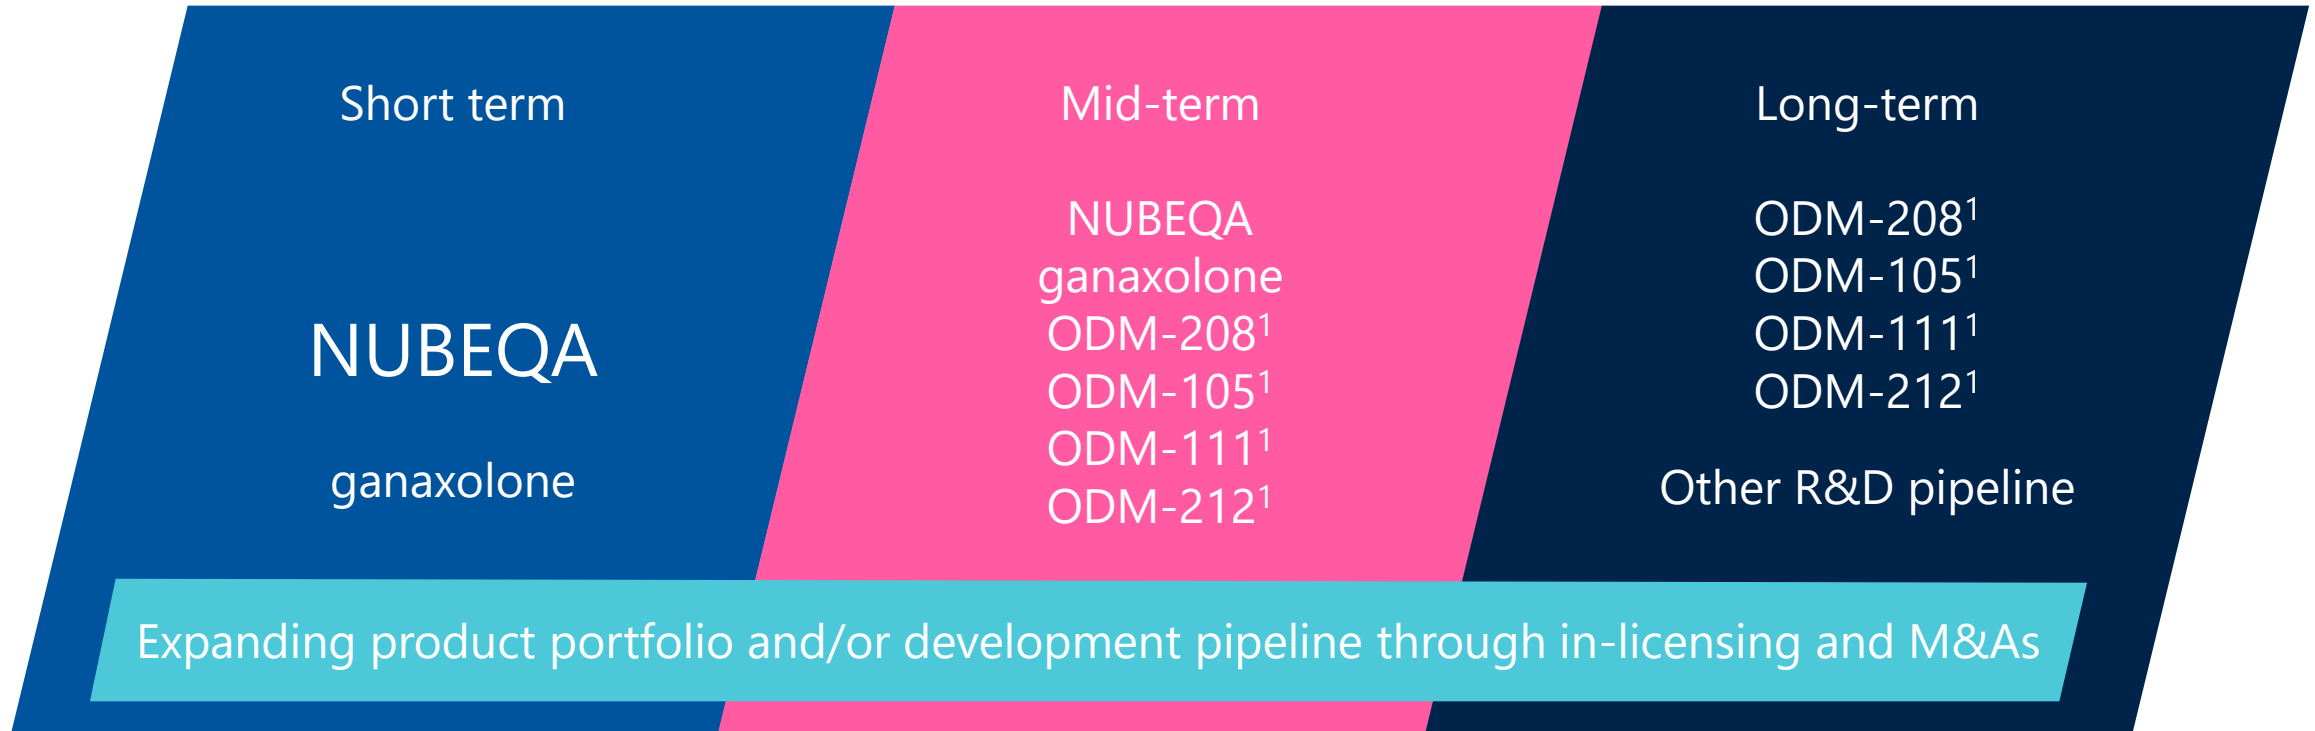 Short term
NUBEQA
ganaxolone
Mid-term
NUBEQA
ganaxolone
ODM-208¹
ODM-105¹
ODM-111¹
ODM-212¹
Long-term
ODM-208¹
ODM-105¹
ODM-111¹
ODM-212¹
Other R&D pipeline
Expanding product portfolio and/or development pipeline through in-licensing and M&As